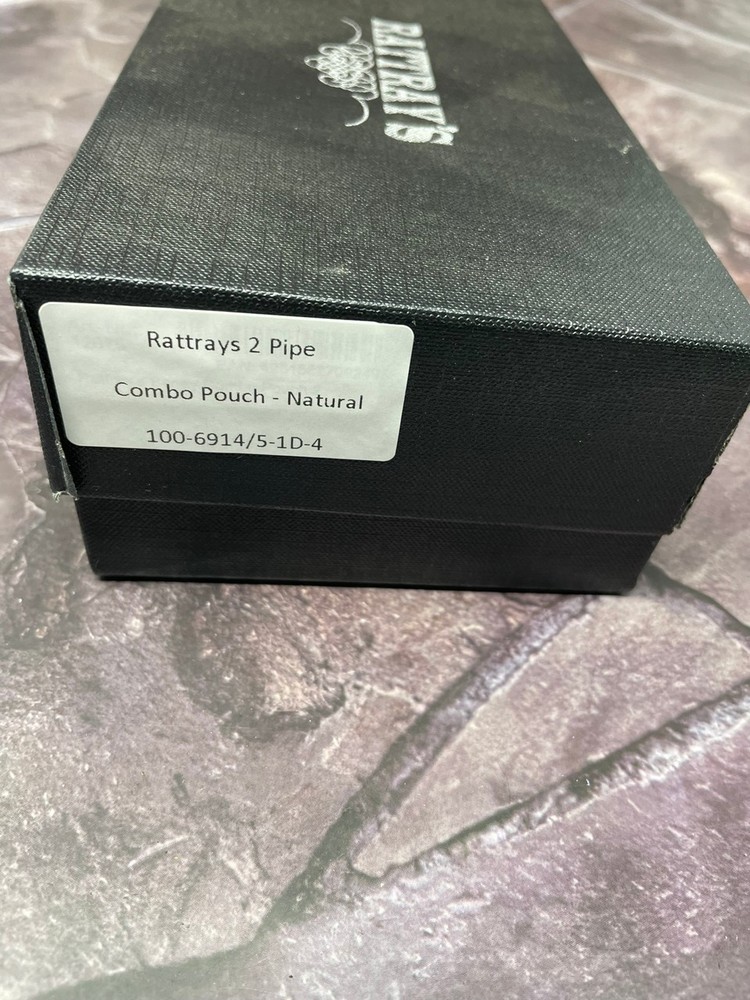 RATTRAY'S
Rattrays 2 Pipe
Combo Pouch - Natural
100-6914/5-1D-4